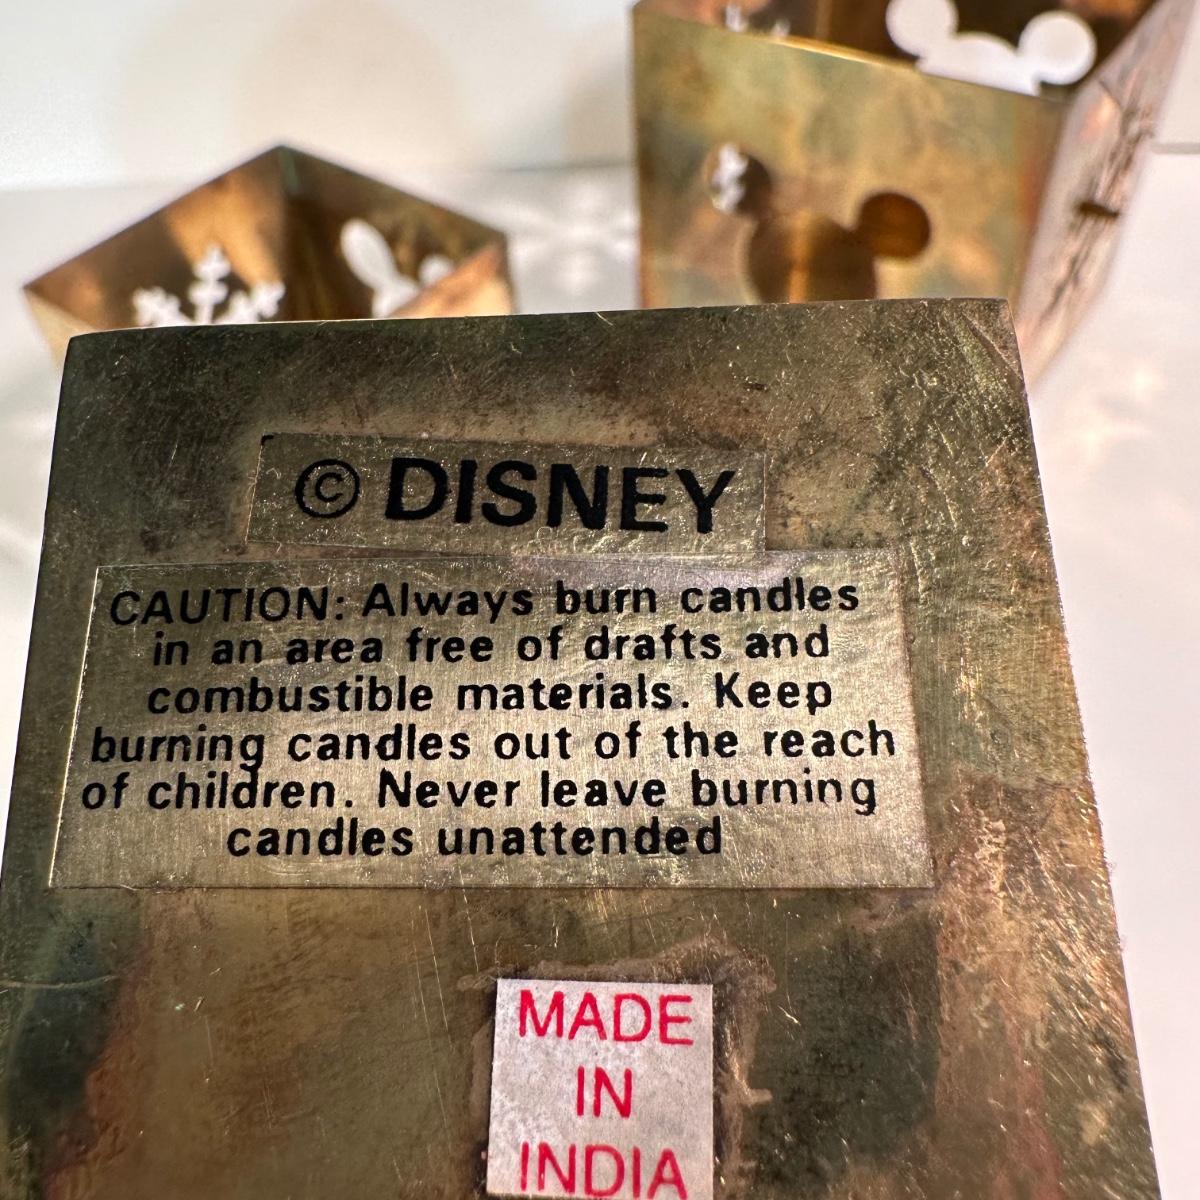 © DISNEY
CAUTION: Always burn candles
in an area free of drafts and
combustible materials. Keep
burning candles out of the reach
of children. Never leave burning
candles unattended
MADE
IN
INDIA